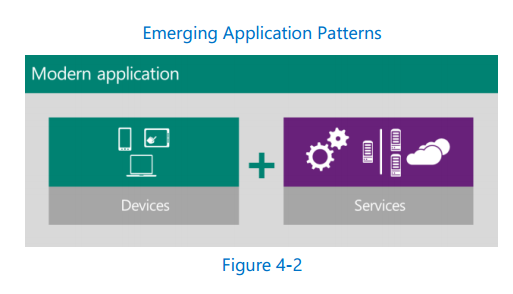 Emerging Application Patterns
Modern application
Devices
Services
Figure 4-2